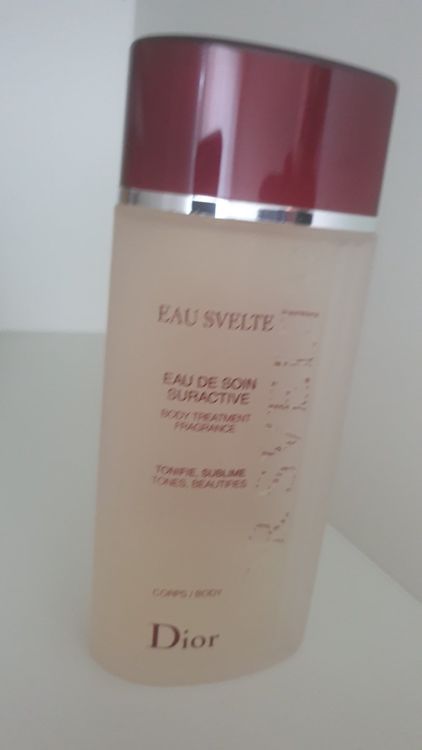 EAU SVELTE
EAU DE SOIN
SURACTIVE
BODY TREATMENT
FRAGRANCE
TONIFIE, SUBLIME
TONES, BEAUTIFIES
CORPS / BODY
Dior